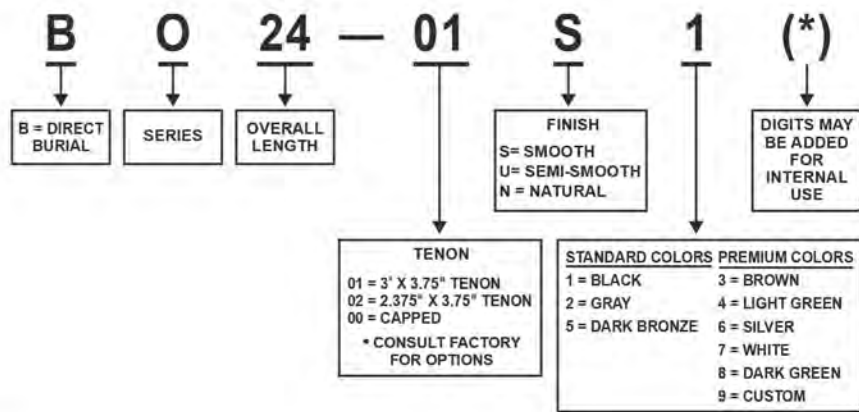 B O 24 — 01 S 1 (*)
B = DIRECT
BURIAL
SERIES
OVERALL
LENGTH
FINISH
S= SMOOTH
U= SEMI-SMOOTH
N = NATURAL
DIGITS MAY
BE ADDED
FOR
INTERNAL
USE
TENON
01 = 3" X 3.75" TENON
02 = 2.375" X 3.75" TENON
00 = CAPPED
* CONSULT FACTORY
FOR OPTIONS
STANDARD COLORS
1 = BLACK
2 = GRAY
5 = DARK BRONZE
PREMIUM COLORS
3 = BROWN
4 = LIGHT GREEN
6 = SILVER
7 = WHITE
8 = DARK GREEN
9 = CUSTOM